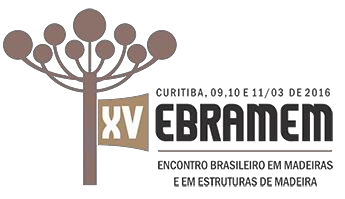 CURITIBA, 09,10 E 11/03 DE 2016
XV EBRAMEM
ENCONTRO BRASILEIRO EM MADEIRAS
E EM ESTRUTURAS DE MADEIRA